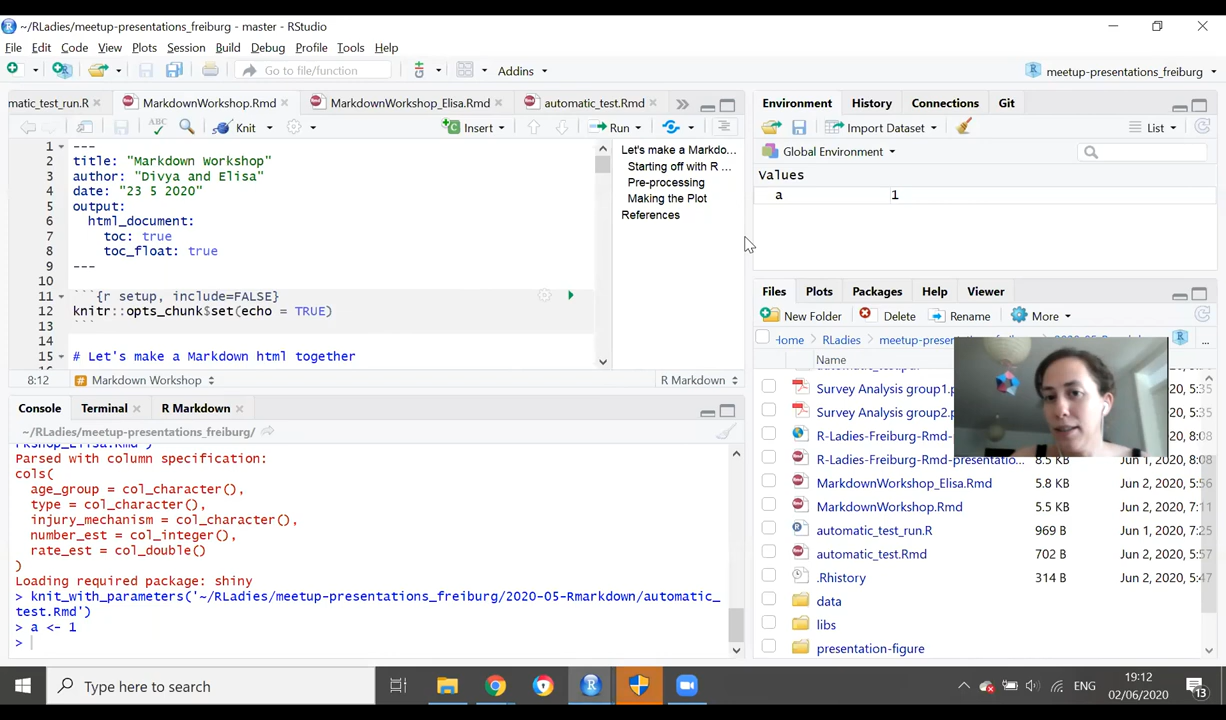 ~/RLadies/meetup-presentations_freiburg - master - RStudio
File Edit Code View Plots Session Build Debug Profile Tools Help
Go to file/function Addins meetup-presentations_freiburg
matic_test_run.R MarkdownWorkshop.Rmd MarkdownWorkshop_Elisa.Rmd automatic_test.Rmd
Knit Insert Run
1 ---
2 title: "Markdown Workshop"
3 author: "Divya and Elisa"
4 date: "23 5 2020"
5 output:
6 html_document:
7 toc: true
8 toc_float: true
9 ---
10
11 ```{r setup, include=FALSE}
12 knitr::opts_chunk$set(echo = TRUE)
13 ```
15 # Let's make a Markdown html together
8:12 Markdown Workshop R Markdown
Let's make a Markdo...
Starting off with R ...
Pre-processing
Making the Plot
References
Console Terminal R Markdown
~/RLadies/meetup-presentations_freiburg/
Parsed with column specification:
cols(
age_group = col_character(),
type = col_character(),
injury_mechanism = col_character(),
number_est = col_integer(),
rate_est = col_double()
)
Loading required package: shiny
> knit_with_parameters('~/RLadies/meetup-presentations_freiburg/2020-05-Rmarkdown/automatic_
test.Rmd')
> a <- 1
>
Environment History Connections Git
Import Dataset List
Global Environment
Values
a 1
Files Plots Packages Help Viewer
New Folder Delete Rename More
Home RLadies meetup-pres
Name
Survey Analysis group1.p 5:35
Survey Analysis group2.p 5:35
R-Ladies-Freiburg-Rmd- 8:08
R-Ladies-Freiburg-Rmd-presentatio... 8.5 KB Jun 1, 2020, 8:08
MarkdownWorkshop_Elisa.Rmd 5.8 KB Jun 2, 2020, 5:56
MarkdownWorkshop.Rmd 5.5 KB Jun 2, 2020, 7:11
automatic_test_run.R 969 B Jun 1, 2020, 7:25
automatic_test.Rmd 702 B Jun 2, 2020, 5:57
.Rhistory 314 B Jun 2, 2020, 5:47
data
libs
presentation-figure
Type here to search
ENG
19:12
02/06/2020
13